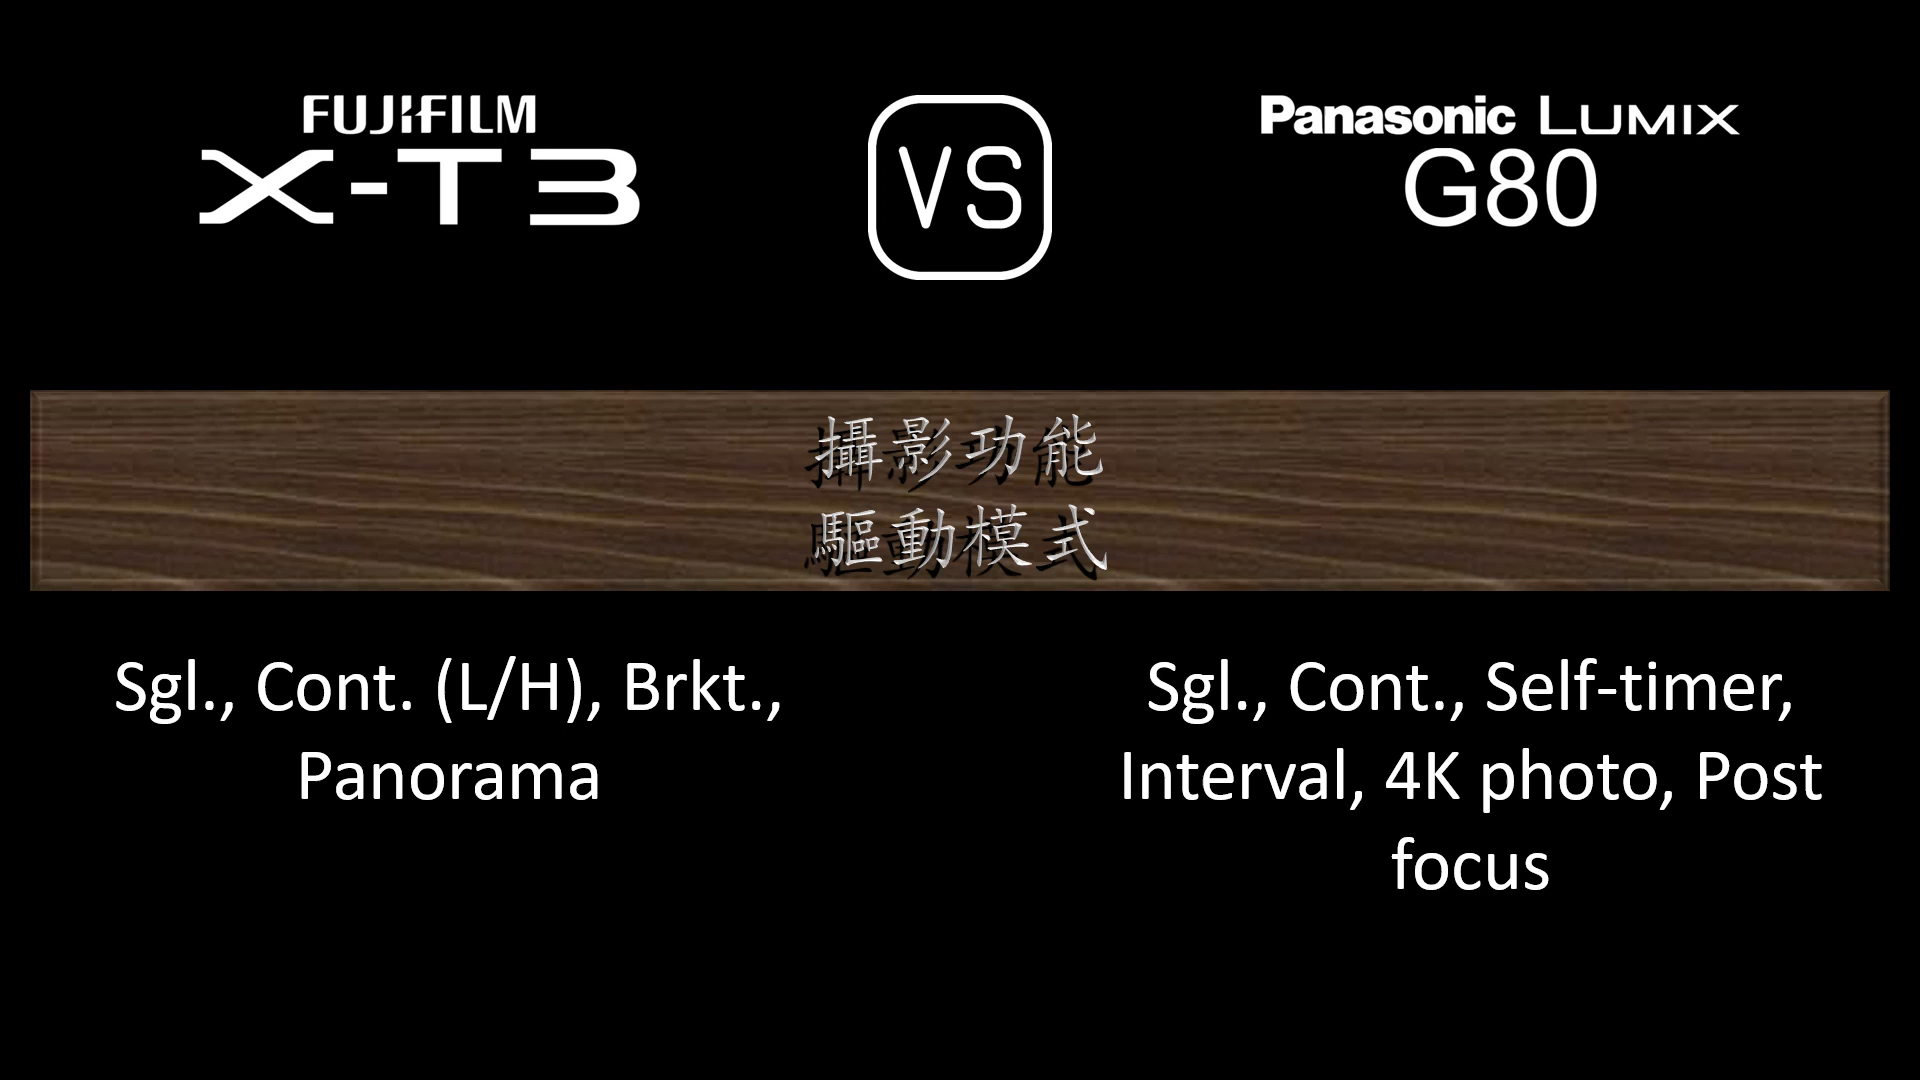 FUJIFILM
X-T3
VS
Panasonic LUMIX
G80
攝影功能
驅動模式
Sgl., Cont. (L/H), Brkt.,
Panorama
Sgl., Cont., Self-timer,
Interval, 4K photo, Post
focus